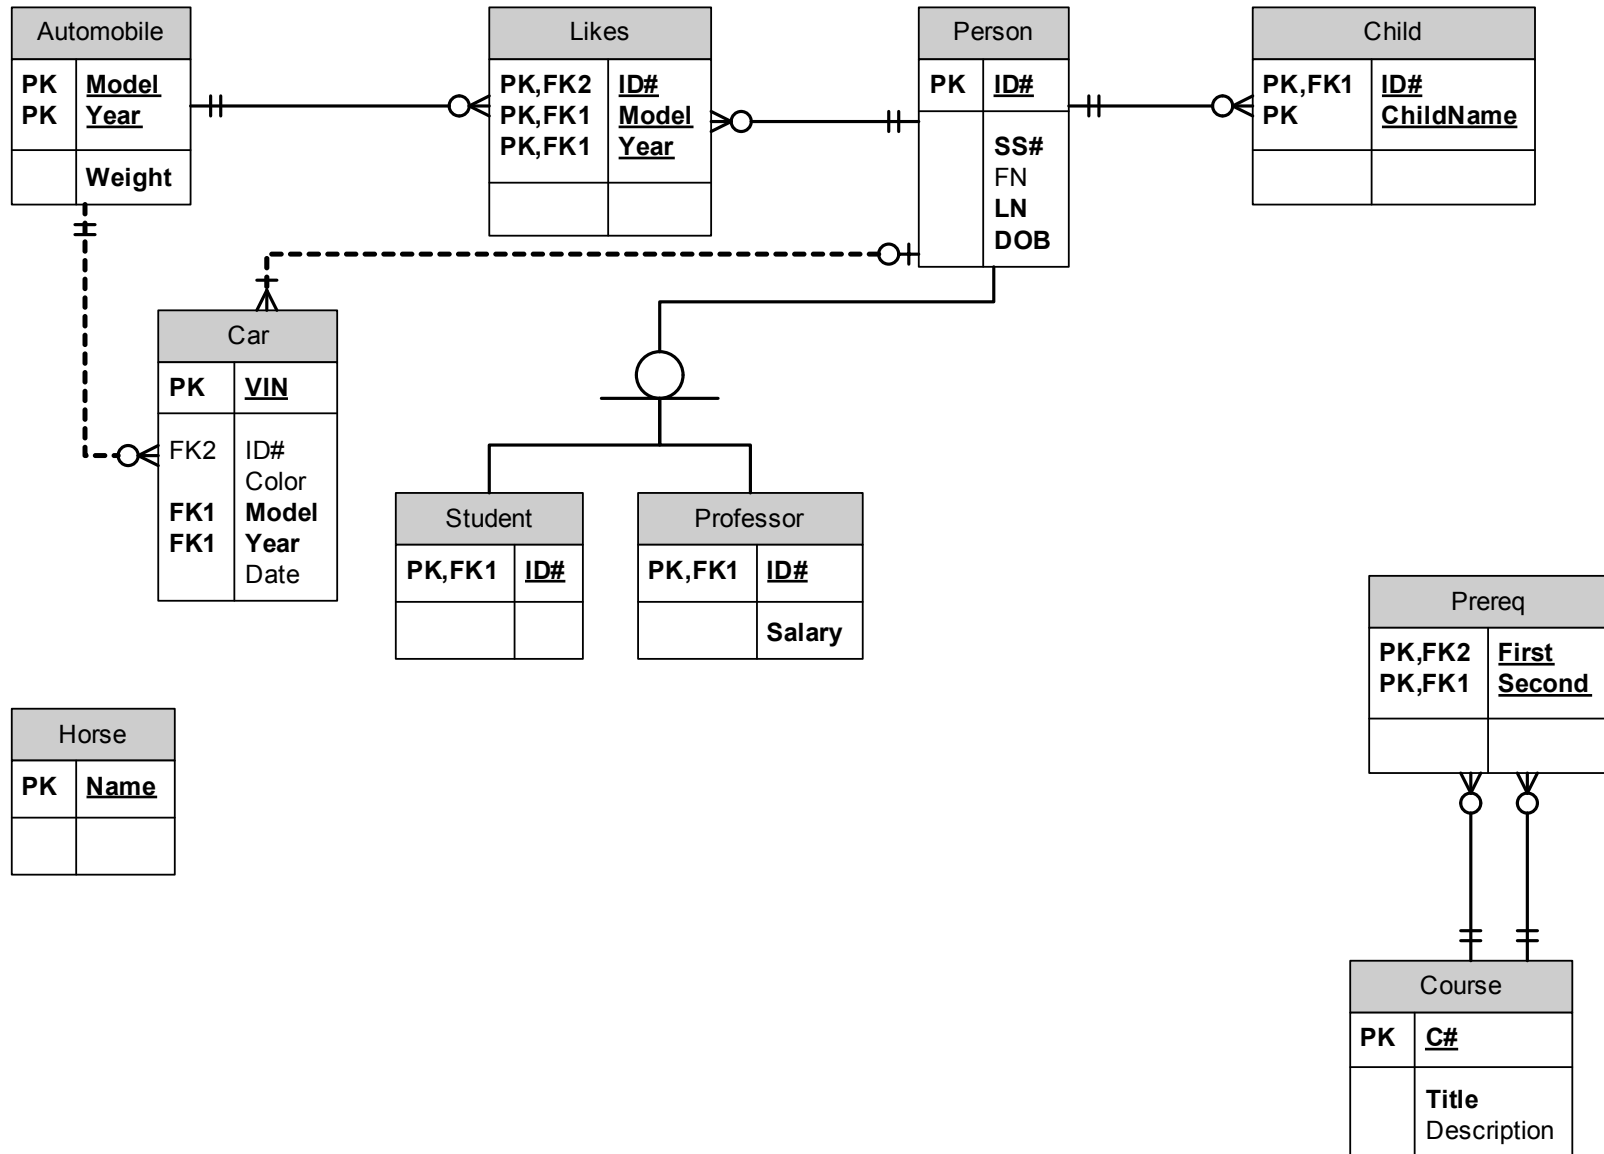 Automobile
PK Model
PK Year
Weight
Likes
PK,FK2 ID#
PK,FK1 Model
PK,FK1 Year
Person
PK ID#
SS#
FN
LN
DOB
Child
PK,FK1 ID#
PK ChildName
Car
PK VIN
FK2 ID#
Color
FK1 Model
FK1 Year
Date
Student
PK,FK1 ID#
Professor
PK,FK1 ID#
Salary
Prereq
PK,FK2 First
PK,FK1 Second
Horse
PK Name
Course
PK C#
Title
Description